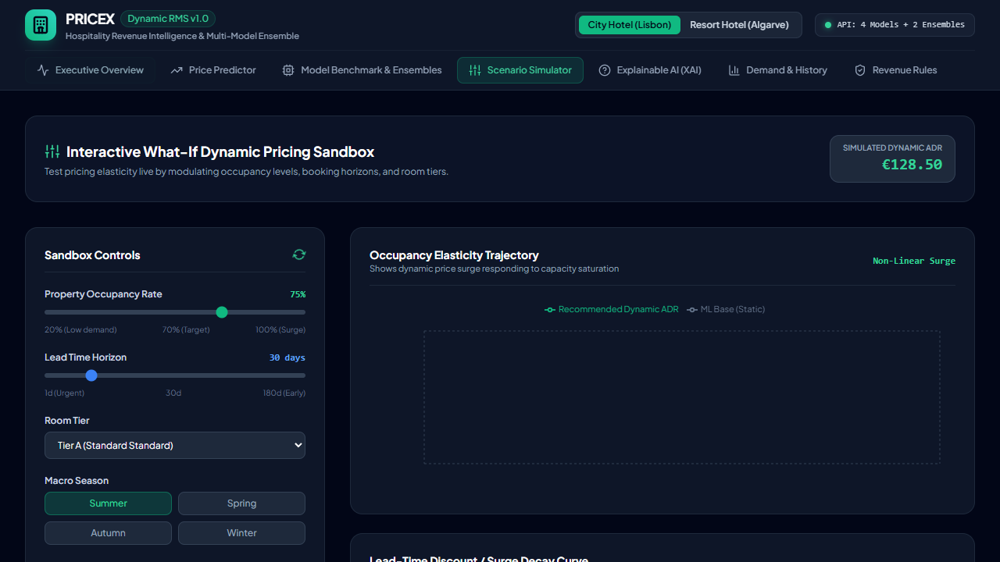 PRICEX
Dynamic RMS v1.0
Hospitality Revenue Intelligence & Multi-Model Ensemble
City Hotel (Lisbon)
Resort Hotel (Algarve)
API: 4 Models + 2 Ensembles
Executive Overview
Price Predictor
Model Benchmark & Ensembles
Scenario Simulator
Explainable AI (XAI)
Demand & History
Revenue Rules
Interactive What-If Dynamic Pricing Sandbox
Test pricing elasticity live by modulating occupancy levels, booking horizons, and room tiers.
SIMULATED DYNAMIC ADR
€128.50
Sandbox Controls
Property Occupancy Rate
75%
20% (Low demand)
70% (Target)
100% (Surge)
Lead Time Horizon
30 days
1d (Urgent)
30d
180d (Early)
Room Tier
Tier A (Standard Standard)
Macro Season
Summer
Spring
Autumn
Winter
Occupancy Elasticity Trajectory
Shows dynamic price surge responding to capacity saturation
Non-Linear Surge
Recommended Dynamic ADR
ML Base (Static)
Lead-Time Discount / Surge Decay Curve